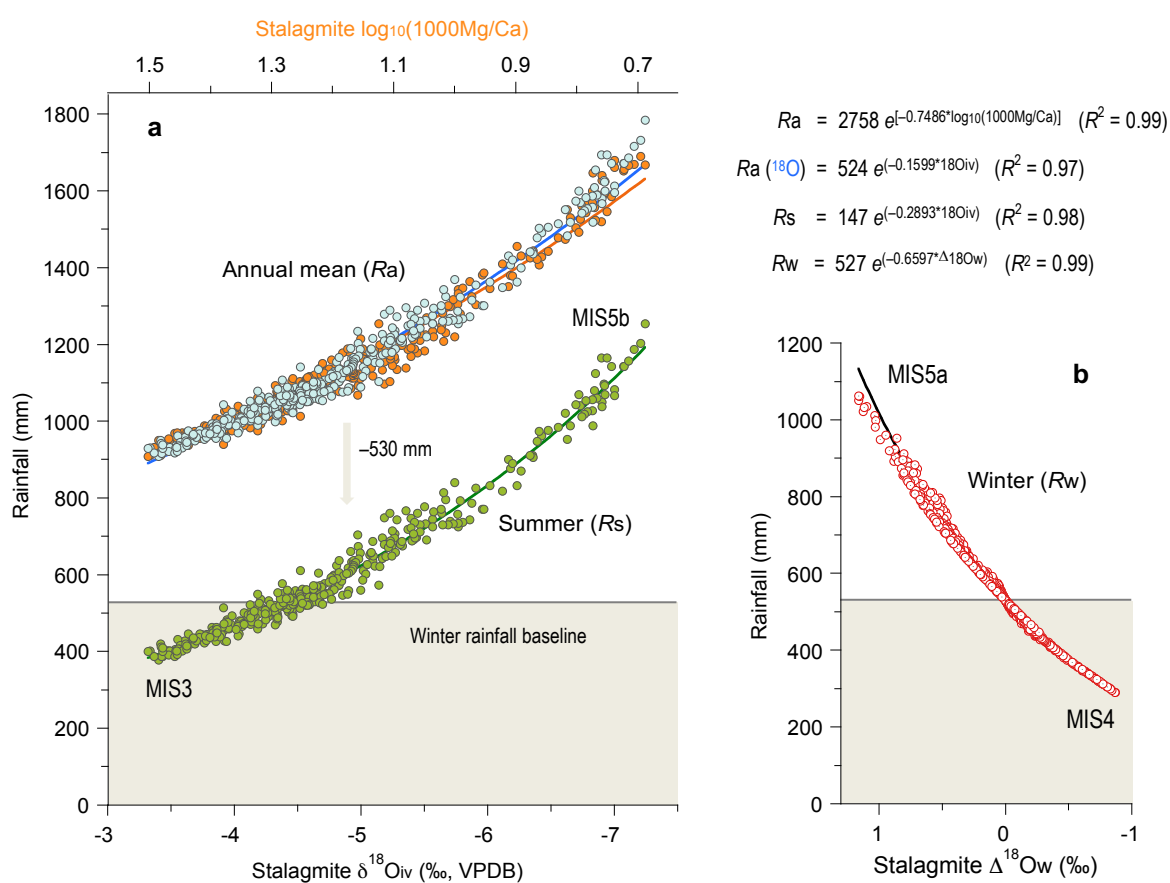 Stalagmite log10(1000Mg/Ca)
1.5 1.3 1.1 0.9 0.7
a
Rainfall (mm)
1800
1600
1400
1200
1000
800
600
400
200
0
Annual mean (Ra)
MIS5b
–530 mm
Summer (Rs)
Winter rainfall baseline
MIS3
-3 -4 -5 -6 -7
Stalagmite δ18Oiv (‰, VPDB)
Ra = 2758 e[–0.7486*log10(1000Mg/Ca)] (R2 = 0.99)
Ra (18O) = 524 e(–0.1599*18Oiv) (R2 = 0.97)
Rs = 147 e(–0.2893*18Oiv) (R2 = 0.98)
Rw = 527 e(–0.6597*Δ18Ow) (R2 = 0.99)
b
Rainfall (mm)
1200
1000
800
600
400
200
0
MIS5a
Winter (Rw)
MIS4
1 0 -1
Stalagmite Δ18Ow (‰)